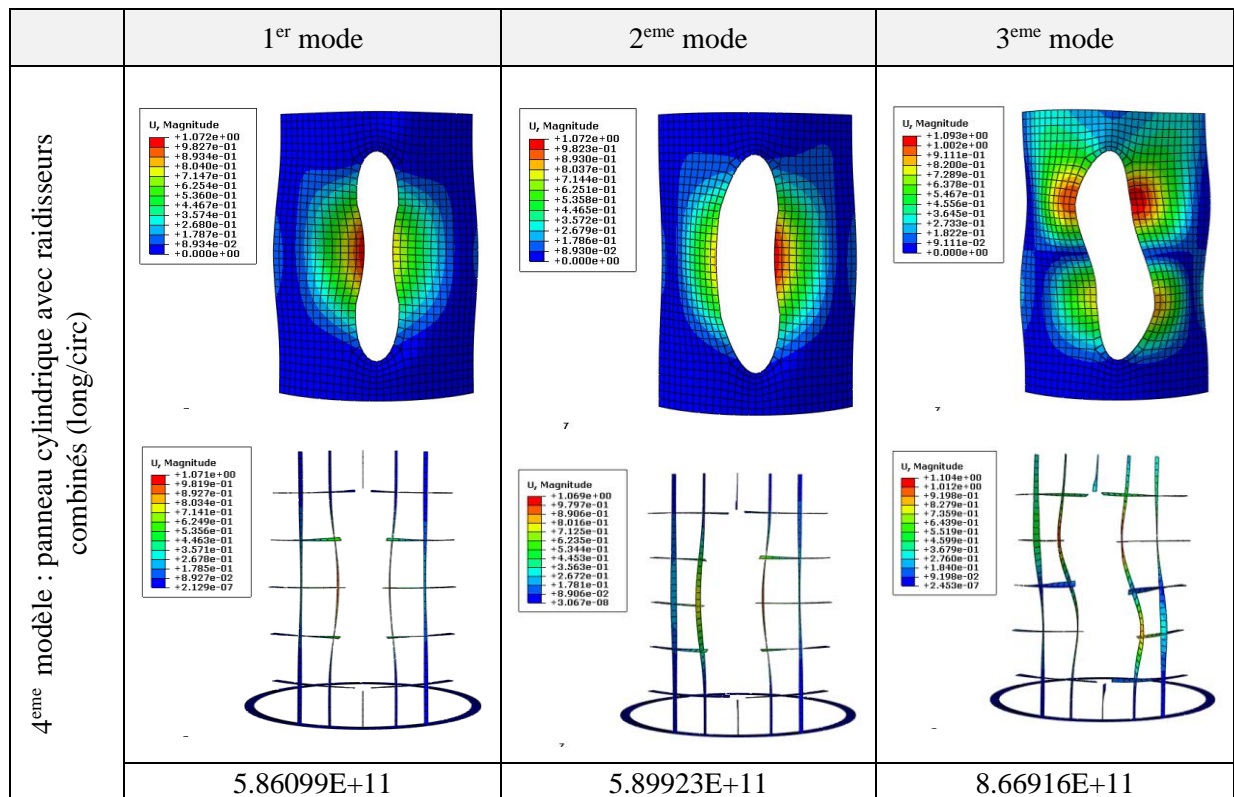 1er mode
2eme mode
3eme mode
4eme modèle : panneau cylindrique avec raidisseurs
combinés (long/circ)
U, Magnitude
+1.072e+00
+9.827e-01
+8.934e-01
+8.040e-01
+7.147e-01
+6.254e-01
+5.360e-01
+4.467e-01
+3.574e-01
+2.680e-01
+1.787e-01
+8.934e-02
+0.000e+00
U, Magnitude
+1.072e+00
+9.823e-01
+8.930e-01
+8.037e-01
+7.144e-01
+6.251e-01
+5.358e-01
+4.465e-01
+3.572e-01
+2.679e-01
+1.786e-01
+8.930e-02
+0.000e+00
U, Magnitude
+1.093e+00
+1.002e+00
+9.111e-01
+8.200e-01
+7.289e-01
+6.378e-01
+5.467e-01
+4.556e-01
+3.645e-01
+2.733e-01
+1.822e-01
+9.111e-02
+0.000e+00
U, Magnitude
+1.071e+00
+9.819e-01
+8.927e-01
+8.034e-01
+7.141e-01
+6.249e-01
+5.356e-01
+4.463e-01
+3.571e-01
+2.678e-01
+1.785e-01
+8.927e-02
+2.129e-07
U, Magnitude
+1.069e+00
+9.797e-01
+8.906e-01
+8.016e-01
+7.125e-01
+6.235e-01
+5.344e-01
+4.453e-01
+3.563e-01
+2.672e-01
+1.781e-01
+8.906e-02
+3.067e-08
U, Magnitude
+1.104e+00
+1.012e+00
+9.198e-01
+8.279e-01
+7.359e-01
+6.439e-01
+5.519e-01
+4.599e-01
+3.679e-01
+2.760e-01
+1.840e-01
+9.198e-02
+2.453e-07
5.86099E+11
5.89923E+11
8.66916E+11